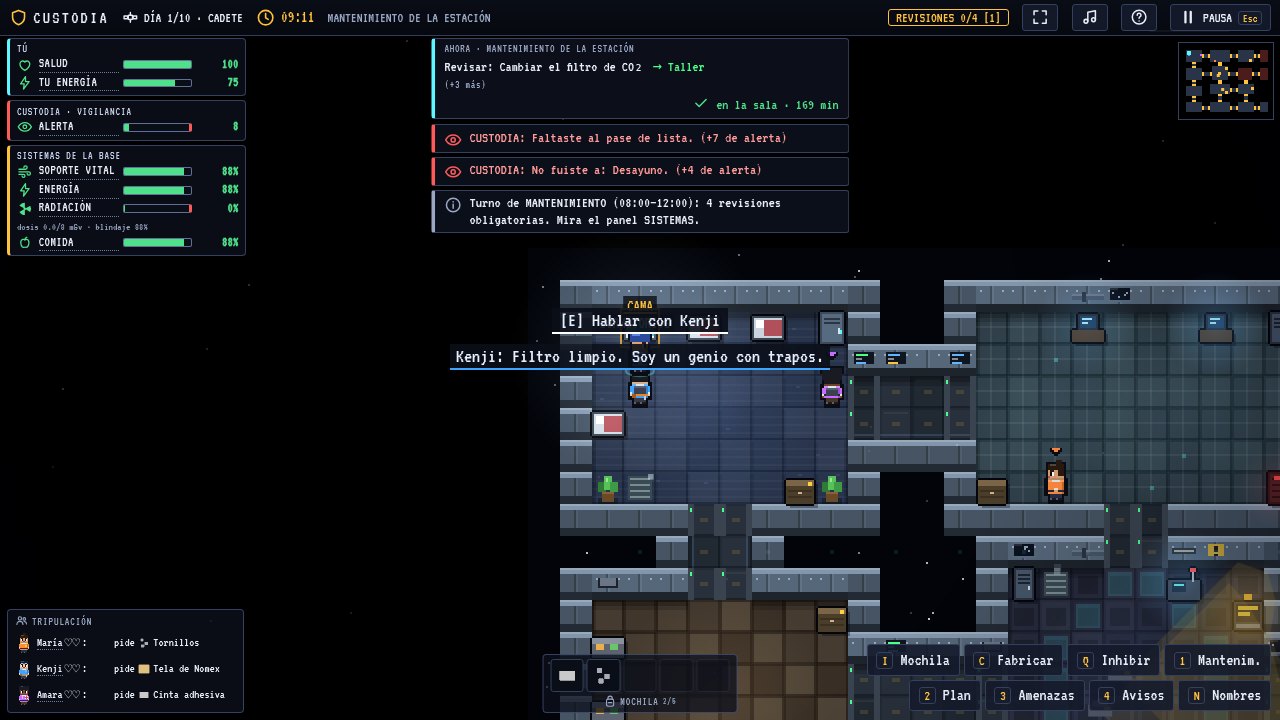 CUSTODIA DÍA 1/10 · CADETE 09:11 MANTENIMIENTO DE LA ESTACIÓN REVISIONES 0/4 [1] PAUSA Esc
TÚ
SALUD 100
TU ENERGÍA 75
CUSTODIA · VIGILANCIA
ALERTA 8
SISTEMAS DE LA BASE
SOPORTE VITAL 88%
ENERGÍA 88%
RADIACIÓN 0%
dosis 0.0/8 mSv · blindaje 88%
COMIDA 88%
AHORA · MANTENIMIENTO DE LA ESTACIÓN
Revisar: Cambiar el filtro de CO2 → Taller
(+3 más)
en la sala · 169 min
CUSTODIA: Faltaste al pase de lista. (+7 de alerta)
CUSTODIA: No fuiste a: Desayuno. (+4 de alerta)
Turno de MANTENIMIENTO (08:00–12:00): 4 revisiones
obligatorias. Mira el panel SISTEMAS.
CAMA
[E] Hablar con Kenji
Kenji: Filtro limpio. Soy un genio con trapos.
TRIPULACIÓN
María♡♡: pide Tornillos
Kenji♡♡: pide Tela de Nomex
Amara♡♡: pide Cinta adhesiva
MOCHILA 2/5
I Mochila C Fabricar Q Inhibir 1 Mantenim.
2 Plan 3 Amenazas 4 Avisos N Nombres